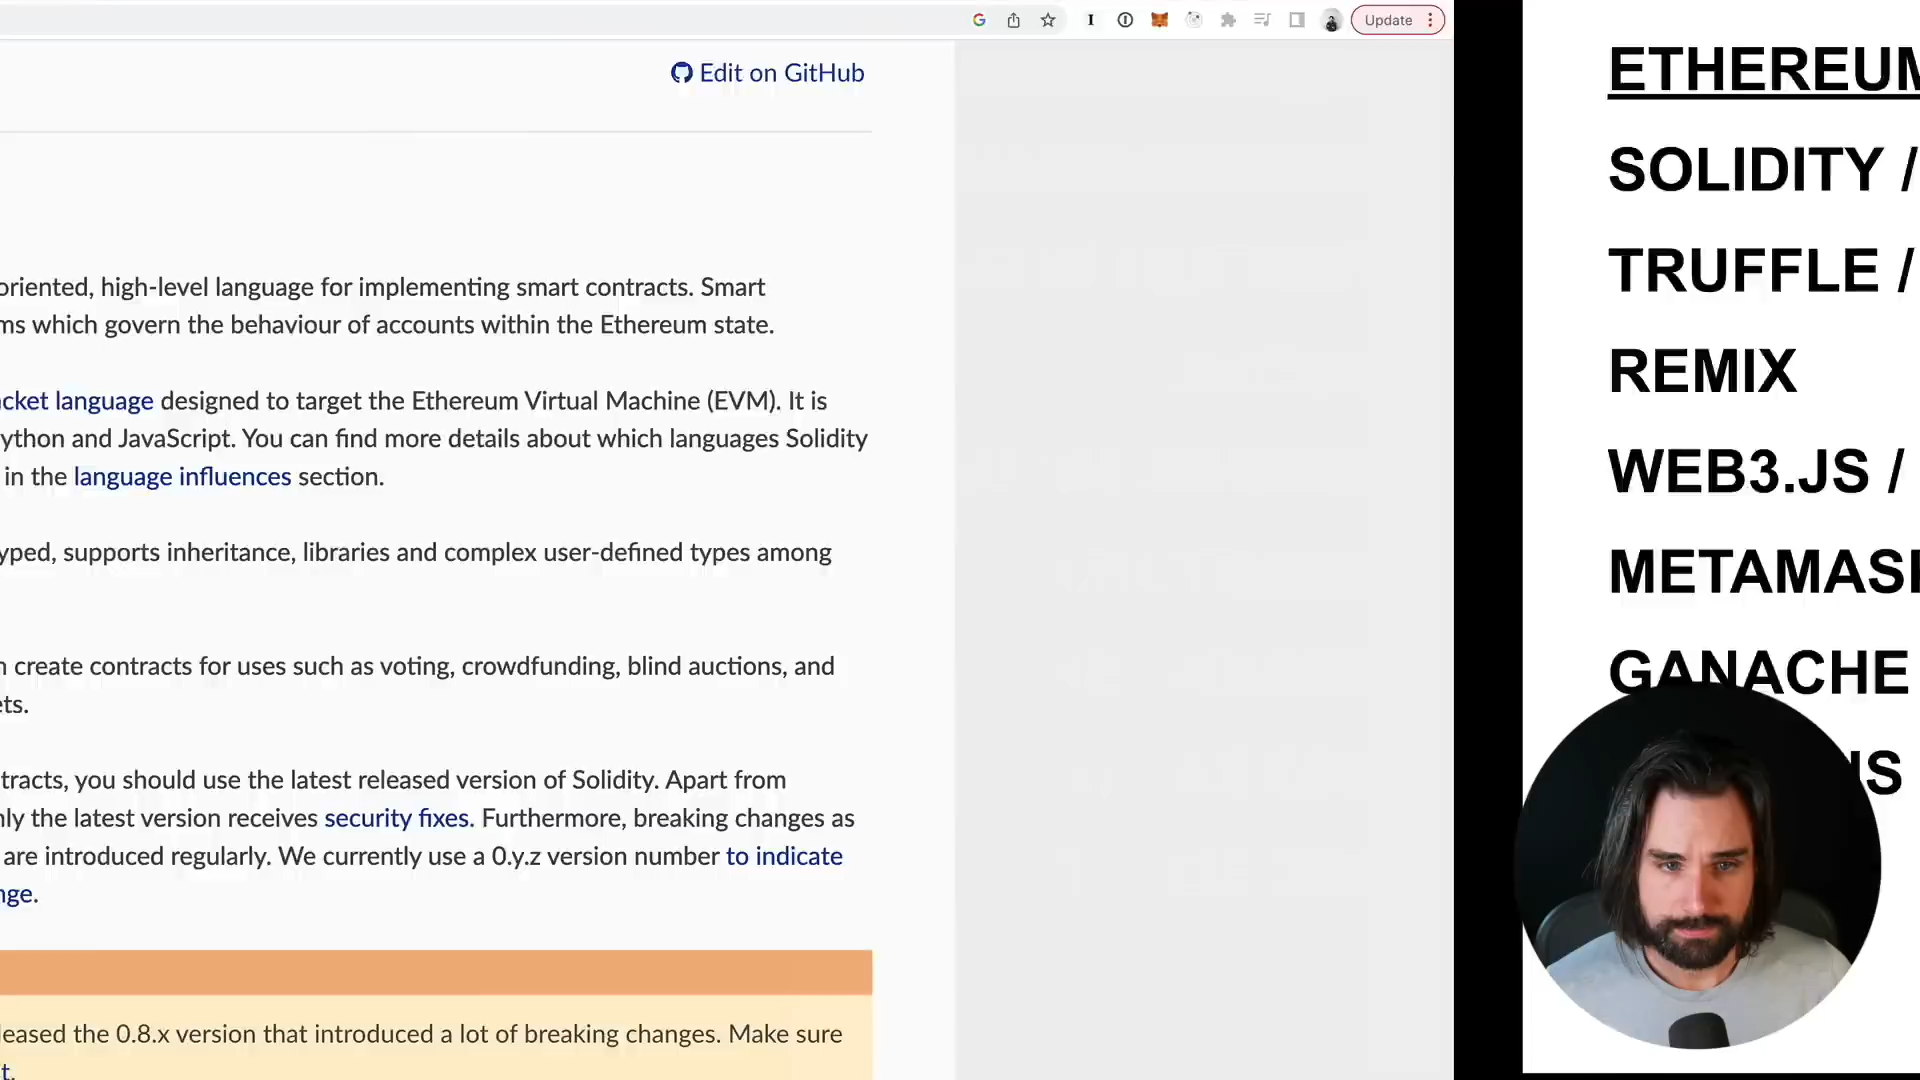 Update
Edit on GitHub
oriented, high-level language for implementing smart contracts. Smart
ms which govern the behaviour of accounts within the Ethereum state.
cket language designed to target the Ethereum Virtual Machine (EVM). It is
ython and JavaScript. You can find more details about which languages Solidity
in the language influences section.
yped, supports inheritance, libraries and complex user-defined types among
n create contracts for uses such as voting, crowdfunding, blind auctions, and
ets.
tracts, you should use the latest released version of Solidity. Apart from
nly the latest version receives security fixes. Furthermore, breaking changes as
are introduced regularly. We currently use a 0.y.z version number to indicate
nge.
eased the 0.8.x version that introduced a lot of breaking changes. Make sure
t.
ETHEREUM
SOLIDITY /
TRUFFLE /
REMIX
WEB3.JS /
METAMASK
GANACHE